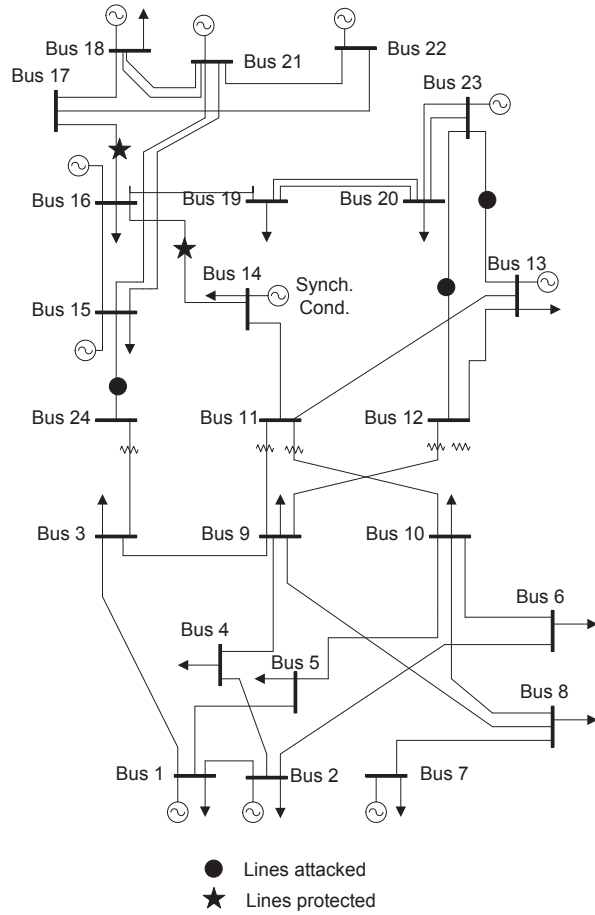 Bus 18
Bus 21
Bus 22
Bus 17
Bus 23
Bus 16
Bus 19
Bus 20
Bus 14
Synch.
Cond.
Bus 13
Bus 15
Bus 24
Bus 11
Bus 12
Bus 3
Bus 9
Bus 10
Bus 6
Bus 4
Bus 5
Bus 8
Bus 1
Bus 2
Bus 7
Lines attacked
Lines protected